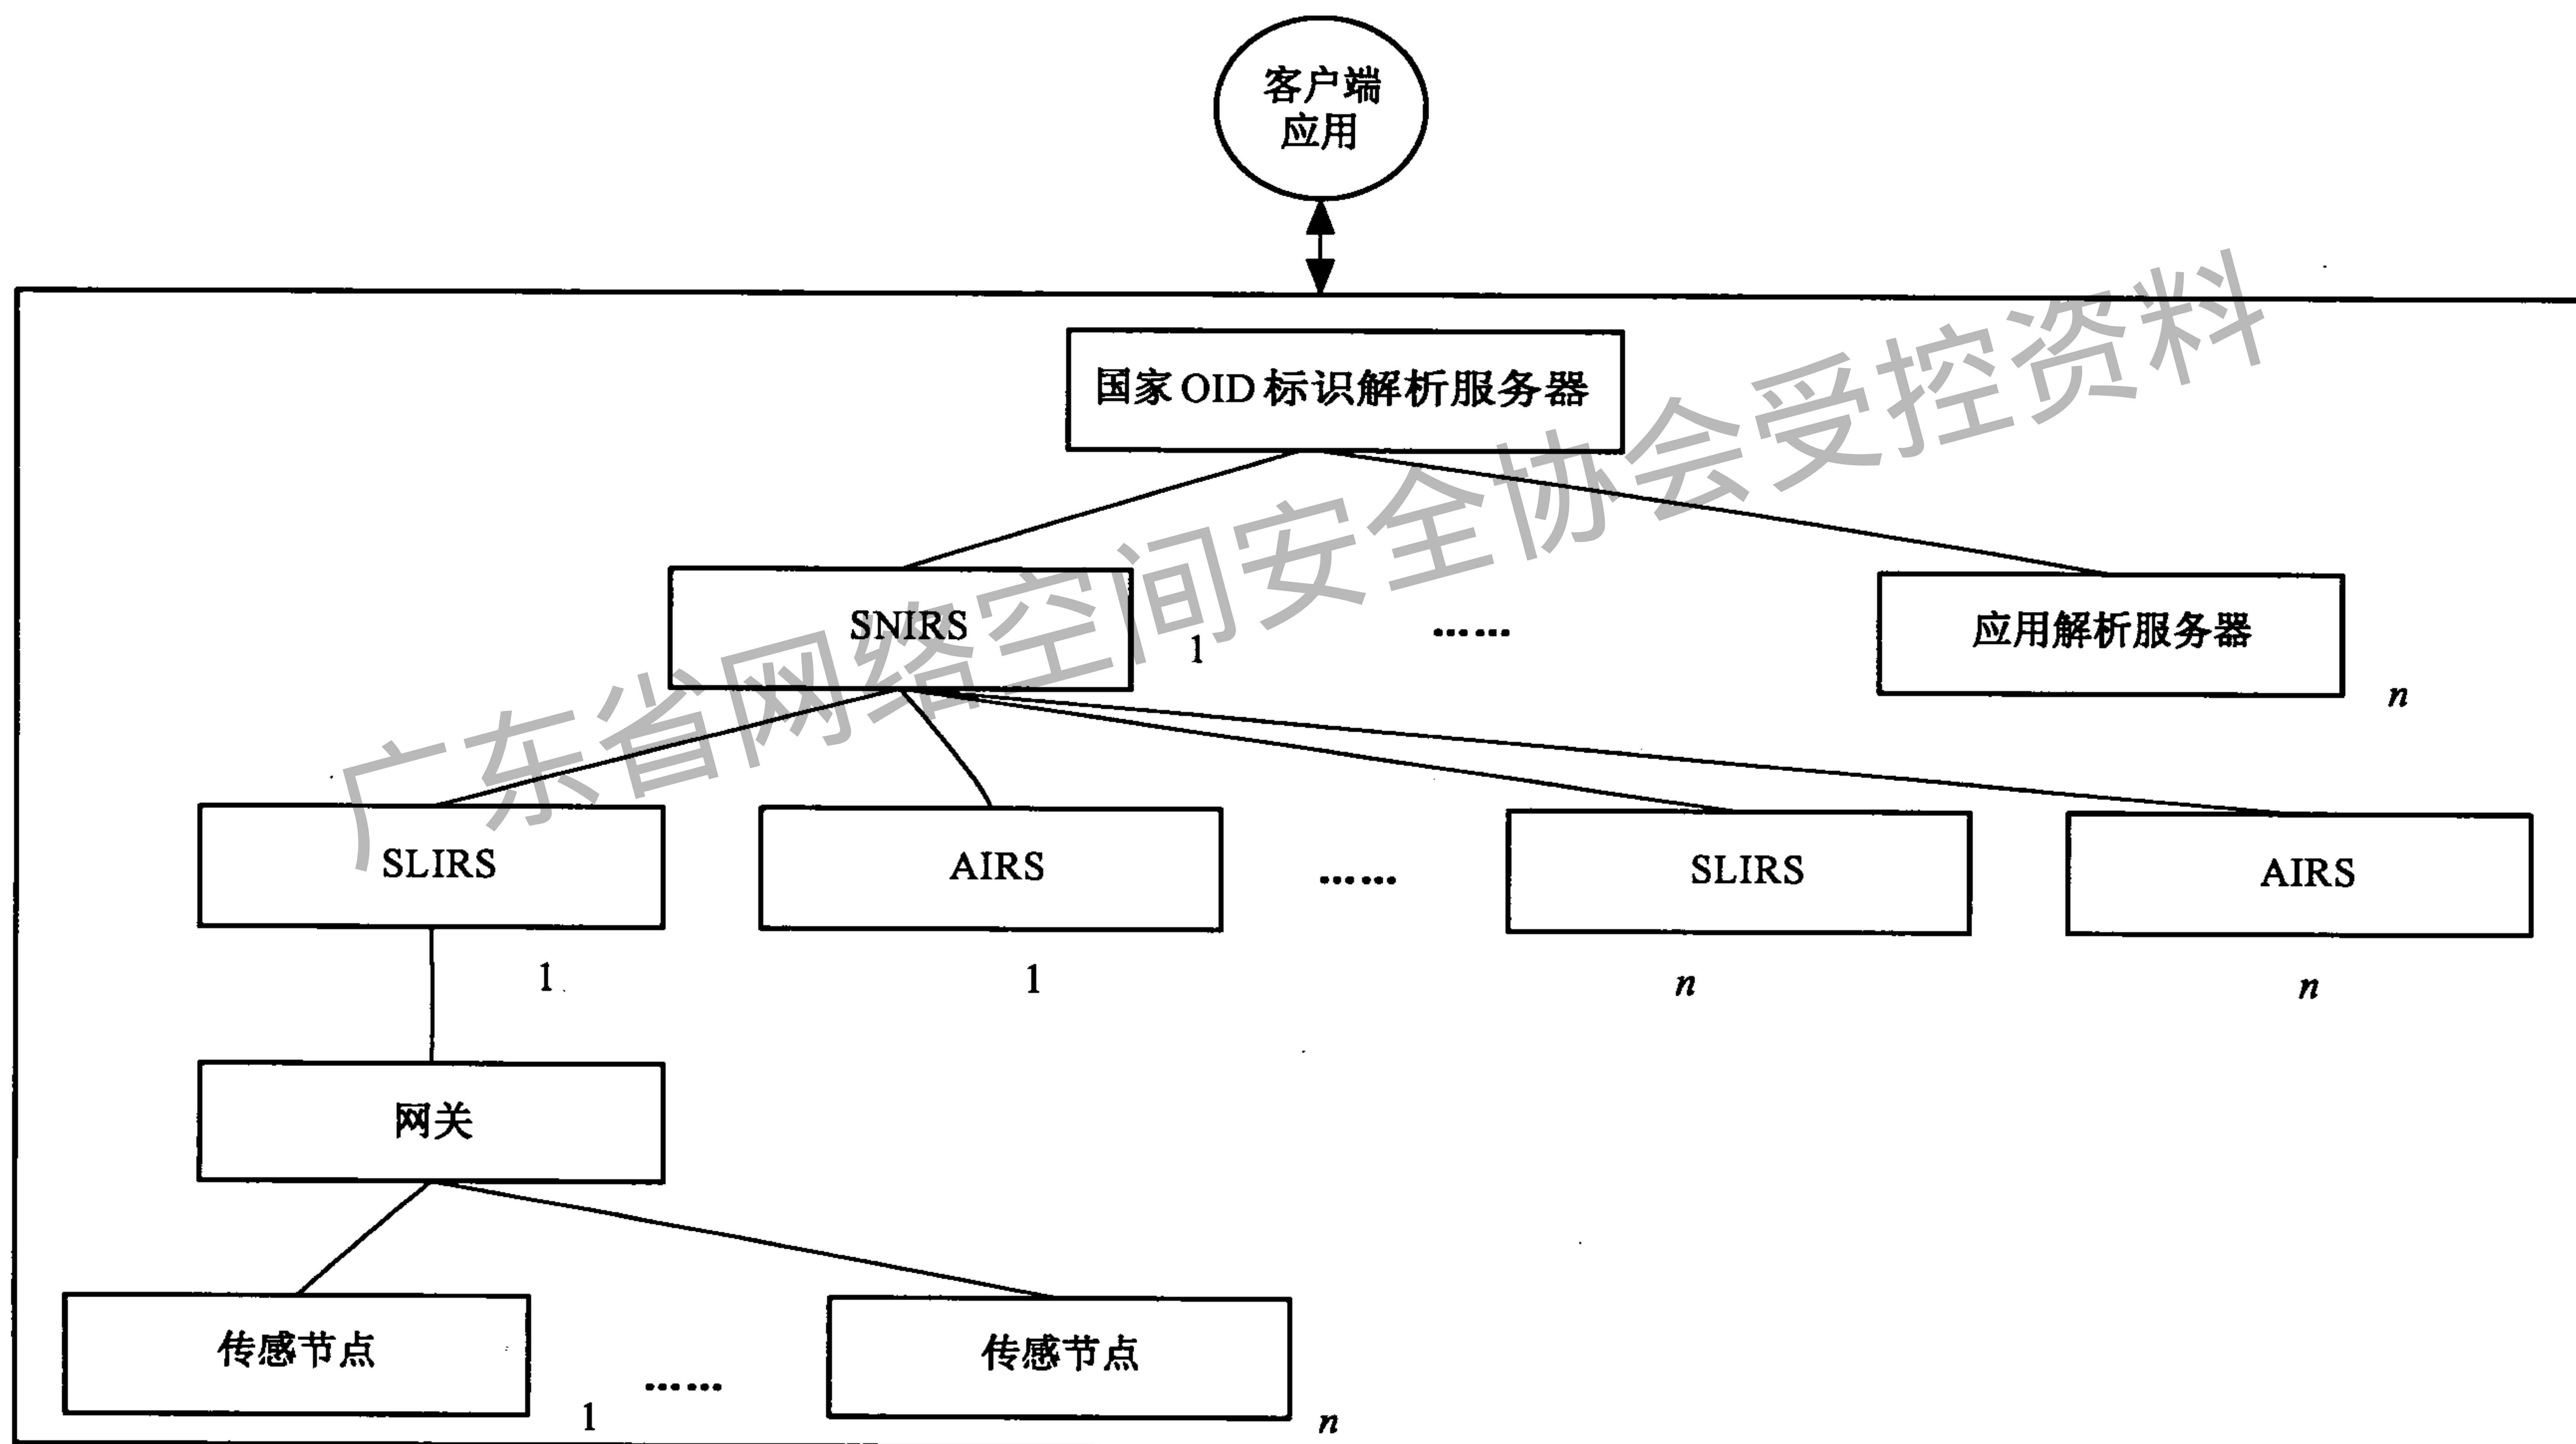 客户端
应用
国家OID标识解析服务器
SNIRS
1
……
应用解析服务器
n
SLIRS
AIRS
……
SLIRS
AIRS
1
1
n
n
网关
传感节点
1
……
传感节点
n
广东省网络空间安全协会受控资料